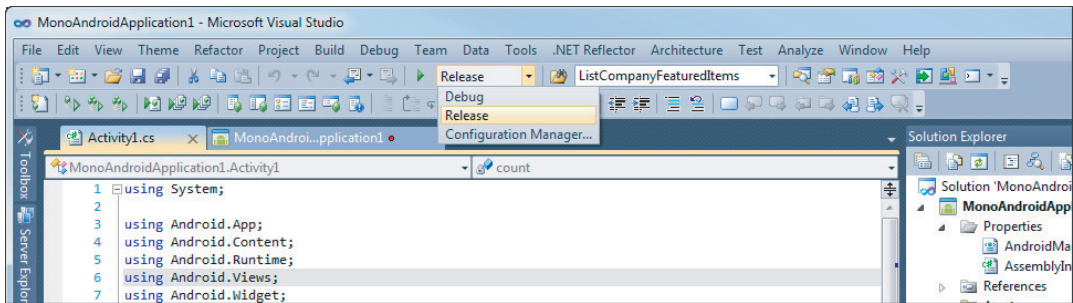 MonoAndroidApplication1 - Microsoft Visual Studio
File Edit View Theme Refactor Project Build Debug Team Data Tools .NET Reflector Architecture Test Analyze Window Help
Release ListCompanyFeaturedItems
Debug
Release
Configuration Manager...
Activity1.cs MonoAndroi...pplication1
Solution Explorer
Toolbox
Server Explor
MonoAndroidApplication1.Activity1 count
1 using System;
2
3 using Android.App;
4 using Android.Content;
5 using Android.Runtime;
6 using Android.Views;
7 using Android.Widget;
Solution 'MonoAndroi
MonoAndroidApp
Properties
AndroidMa
AssemblyIn
References